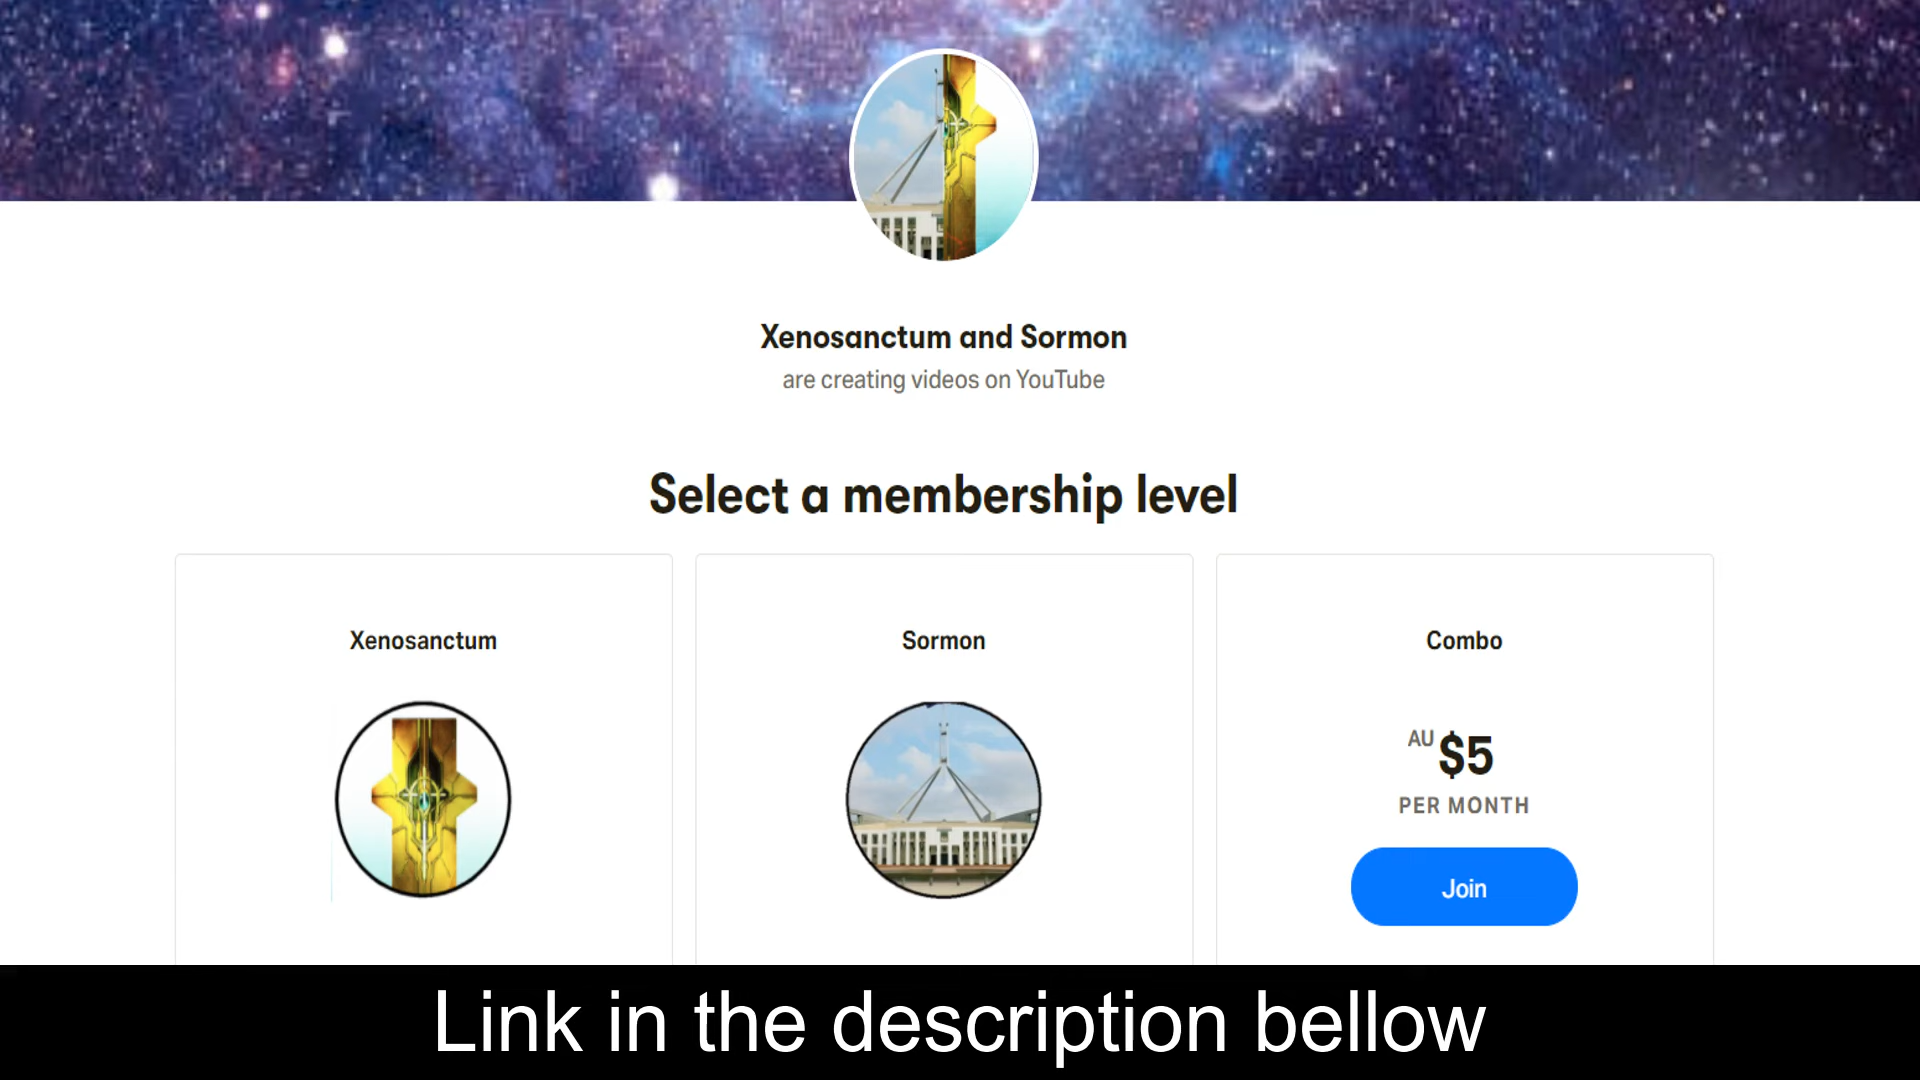 Xenosanctum and Sormon
are creating videos on YouTube
Select a membership level
Xenosanctum
Sormon
Combo
AU $5
PER MONTH
Join
Link in the description bellow